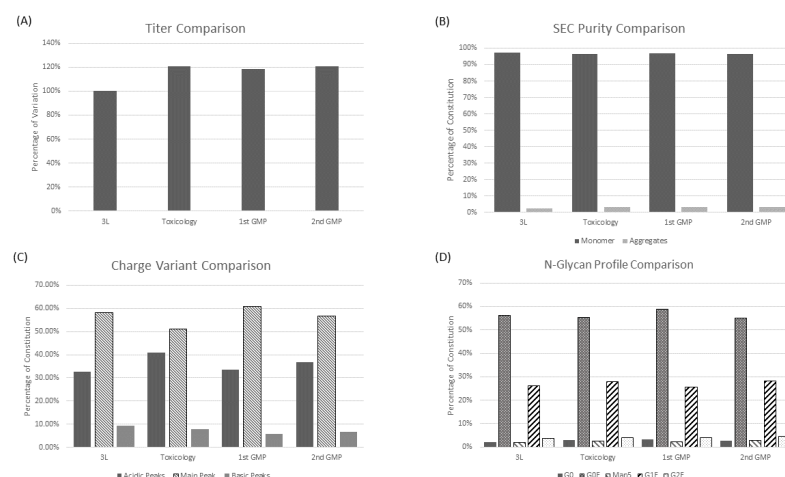 (A)
Titer Comparison
140%
120%
100%
80%
60%
40%
20%
0%
Percentage of Variation
3L Toxicology 1st GMP 2nd GMP
(B)
SEC Purity Comparison
100%
90%
80%
70%
60%
50%
40%
30%
20%
10%
0%
Percentage of Constitution
3L Toxicology 1st GMP 2nd GMP
Monomer Aggregates
(C)
Charge Variant Comparison
70.00%
60.00%
50.00%
40.00%
30.00%
20.00%
10.00%
0.00%
Percentage of Constitution
3L Toxicology 1st GMP 2nd GMP
Acidic Peaks Main Peak Basic Peaks
(D)
N-Glycan Profile Comparison
70%
60%
50%
40%
30%
20%
10%
0%
Percentage of Constitution
3L Toxicology 1st GMP 2nd GMP
G0 G0F Man5 G1F G2F